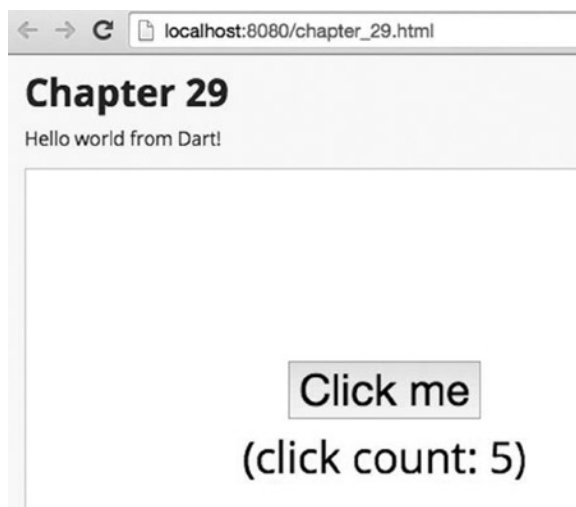 localhost:8080/chapter_29.html
Chapter 29
Hello world from Dart!
Click me
(click count: 5)